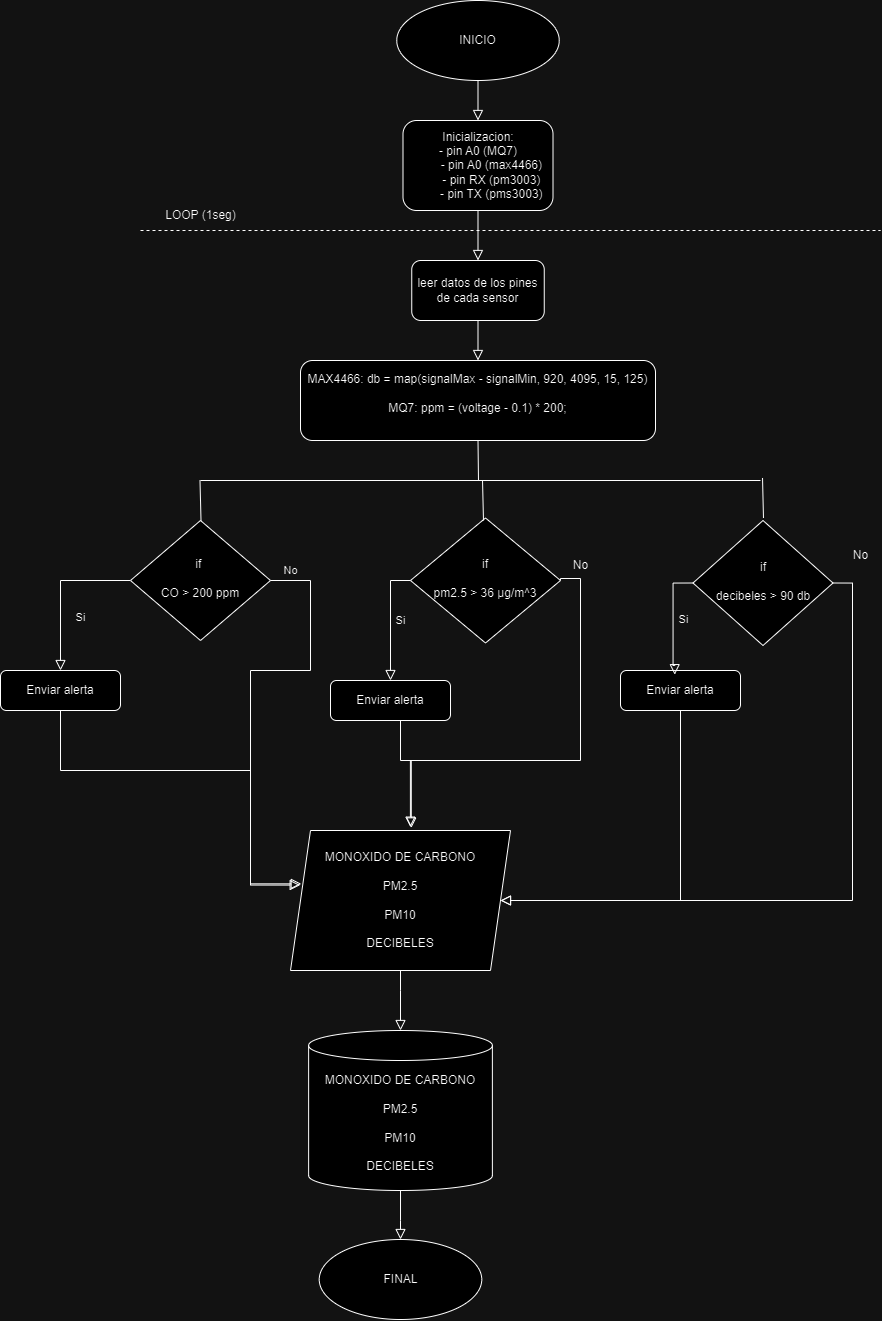 INICIO
Inicializacion:
- pin A0 (MQ7)
- pin A0 (max4466)
- pin RX (pm3003)
- pin TX (pms3003)
LOOP (1seg)
leer datos de los pines
de cada sensor
MAX4466: db = map(signalMax - signalMin, 920, 4095, 15, 125)
MQ7: ppm = (voltage - 0.1) * 200;
if
CO > 200 ppm
No
Si
Enviar alerta
if
pm2.5 > 36 µg/m^3
No
Si
Enviar alerta
if
decibeles > 90 db
No
Si
Enviar alerta
MONOXIDO DE CARBONO
PM2.5
PM10
DECIBELES
MONOXIDO DE CARBONO
PM2.5
PM10
DECIBELES
FINAL